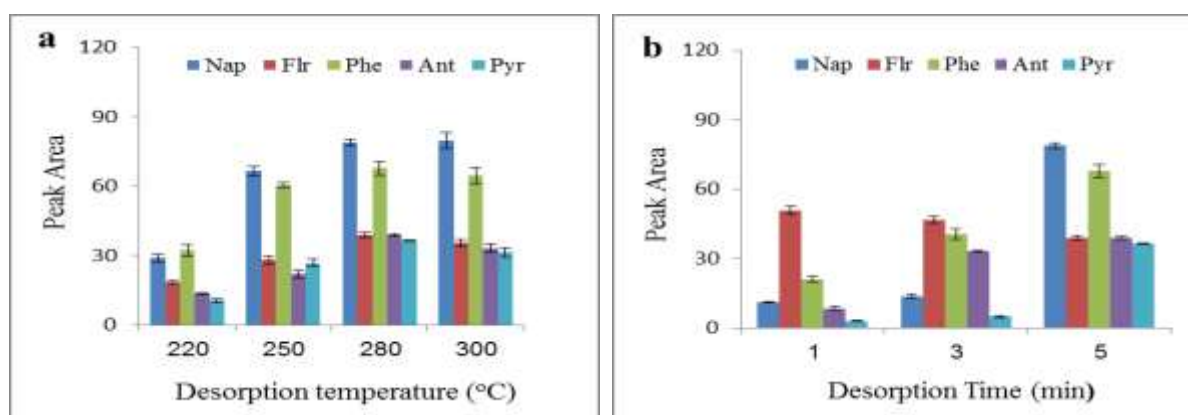 a
120
90
60
30
0
Nap Flr Phe Ant Pyr
Peak Area
220 250 280 300
Desorption temperature (°C)
b
120
90
60
30
0
Nap Flr Phe Ant Pyr
Peak Area
1 3 5
Desorption Time (min)